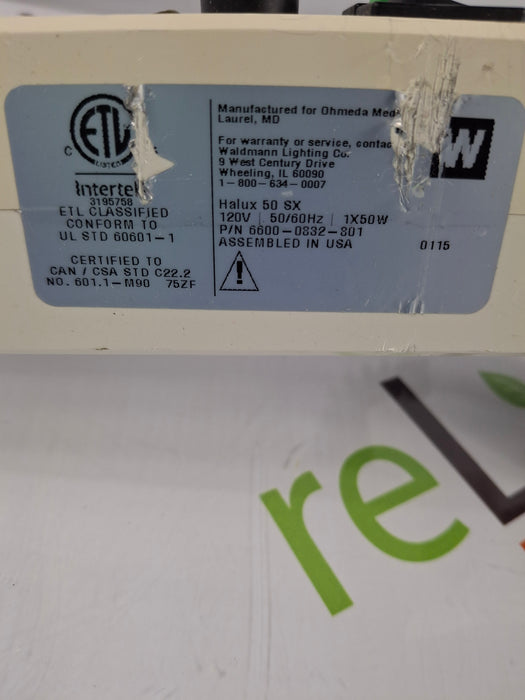 ETL
C
LISTED
Intertek
3195758
ETL CLASSIFIED
CONFORM TO
UL STD 60601-1
CERTIFIED TO
CAN / CSA STD C22.2
NO. 601.1-M90 75ZF
Manufactured for Ohmeda
Laurel, MD
For warranty or service,
Waldmann Lighting Co.
9 West Century Drive
Wheeling, IL 60090
1-800-634-0007
W
Halux 50 SX
120V | 50/60Hz | 1X50W
P/N 6600-0832-801
ASSEMBLED IN USA
0115
!
re